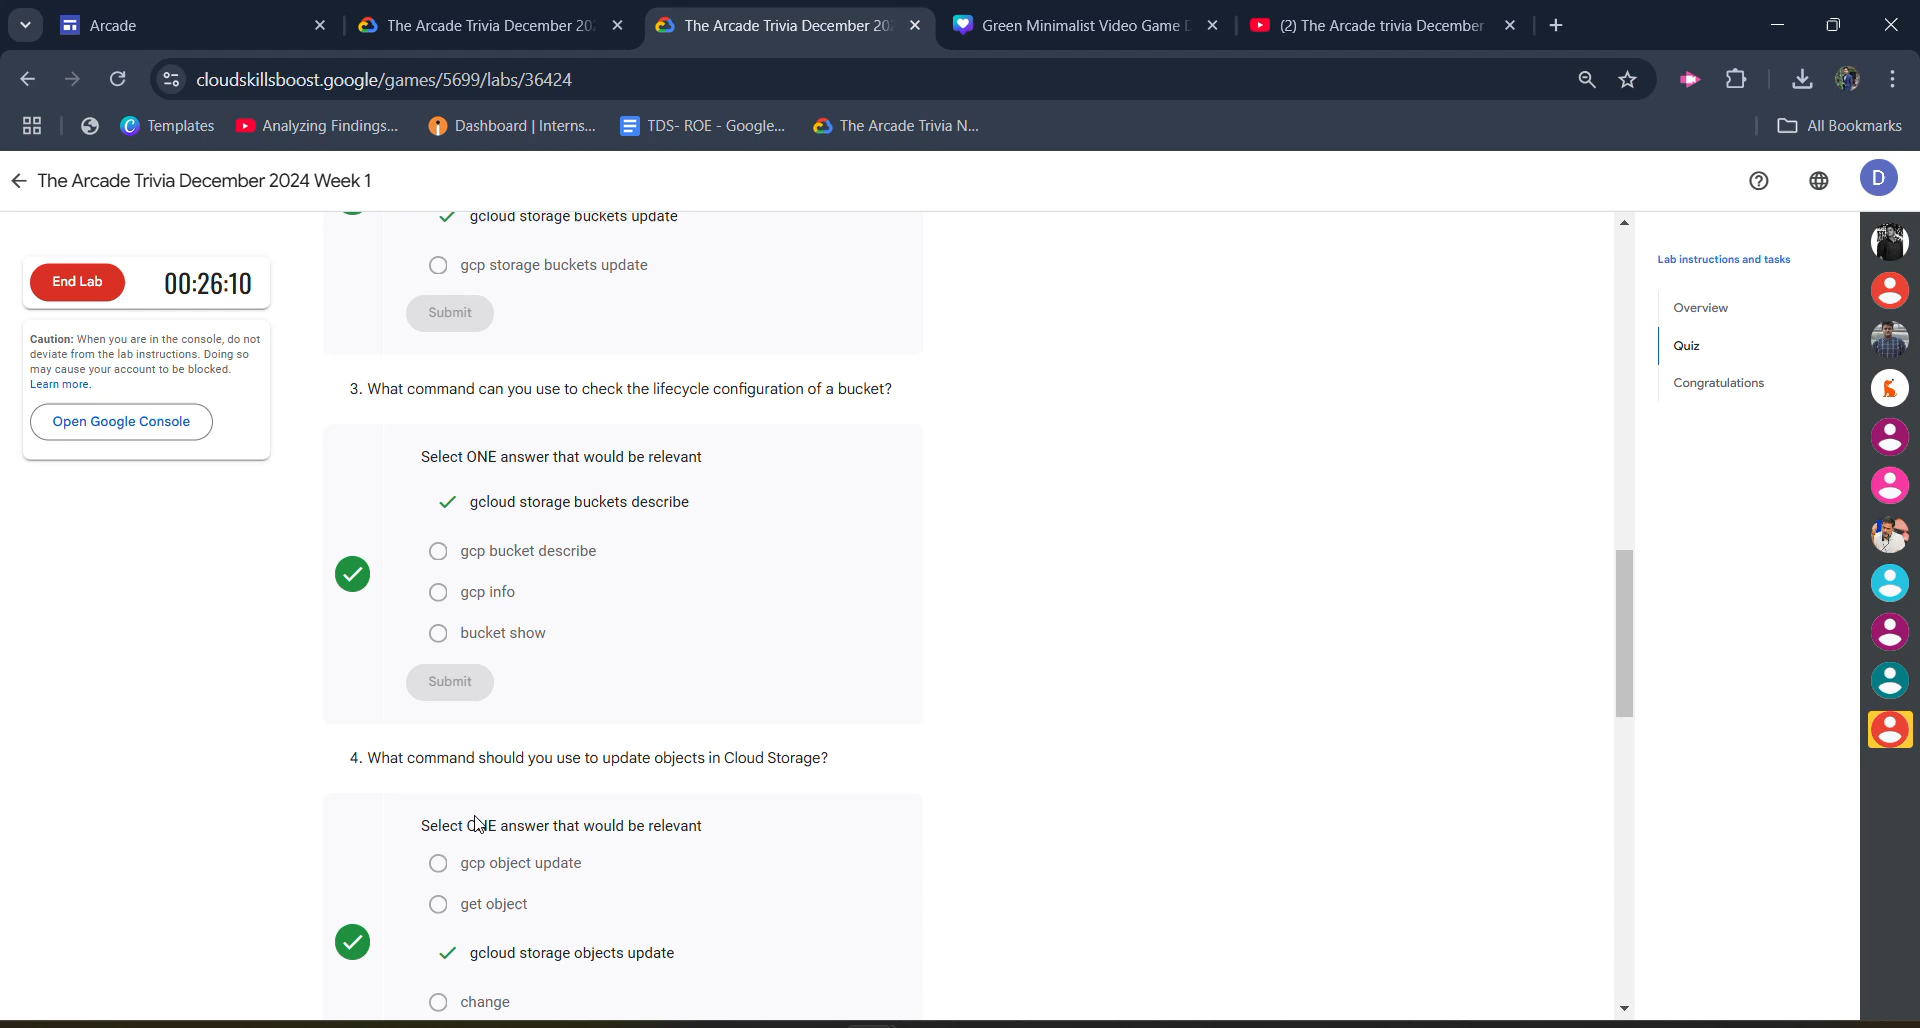 Arcade
The Arcade Trivia December 20
The Arcade Trivia December 20
Green Minimalist Video Game
(2) The Arcade trivia December
cloudskillsboost.google/games/5699/labs/36424
Templates
Analyzing Findings...
Dashboard | Interns...
TDS- ROE - Google...
The Arcade Trivia N...
All Bookmarks
The Arcade Trivia December 2024 Week 1
D
gcloud storage buckets update
gcp storage buckets update
Submit
End Lab
00:26:10
Caution: When you are in the console, do not
deviate from the lab instructions. Doing so
may cause your account to be blocked.
Learn more.
Open Google Console
3. What command can you use to check the lifecycle configuration of a bucket?
Select ONE answer that would be relevant
gcloud storage buckets describe
gcp bucket describe
gcp info
bucket show
Submit
4. What command should you use to update objects in Cloud Storage?
Select ONE answer that would be relevant
gcp object update
get object
gcloud storage objects update
change
Lab instructions and tasks
Overview
Quiz
Congratulations